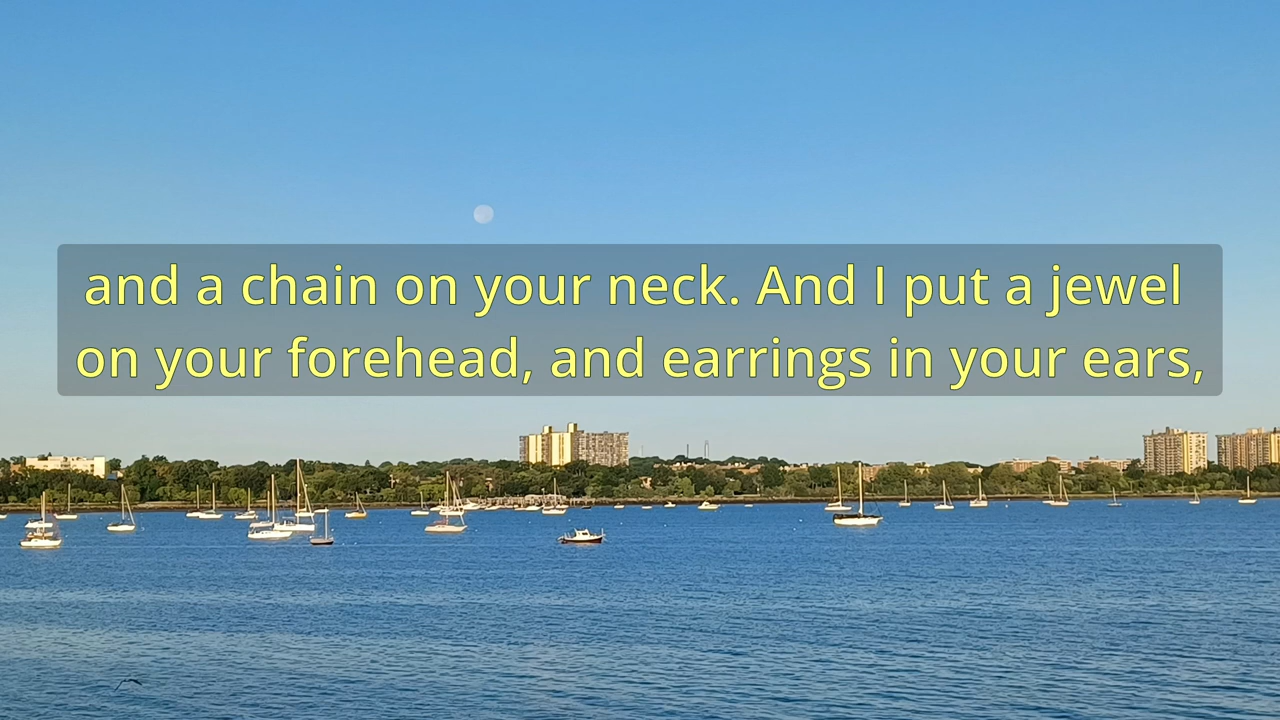 and a chain on your neck. And I put a jewel
on your forehead, and earrings in your ears,